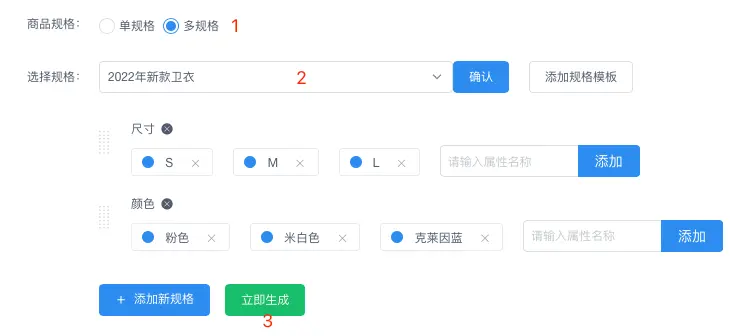 商品规格： 单规格 多规格 1
选择规格： 2022年新款卫衣 2 确认 添加规格模板
尺寸
S M L 请输入属性名称 添加
颜色
粉色 米白色 克莱因蓝 请输入属性名称 添加
+ 添加新规格 立即生成
3